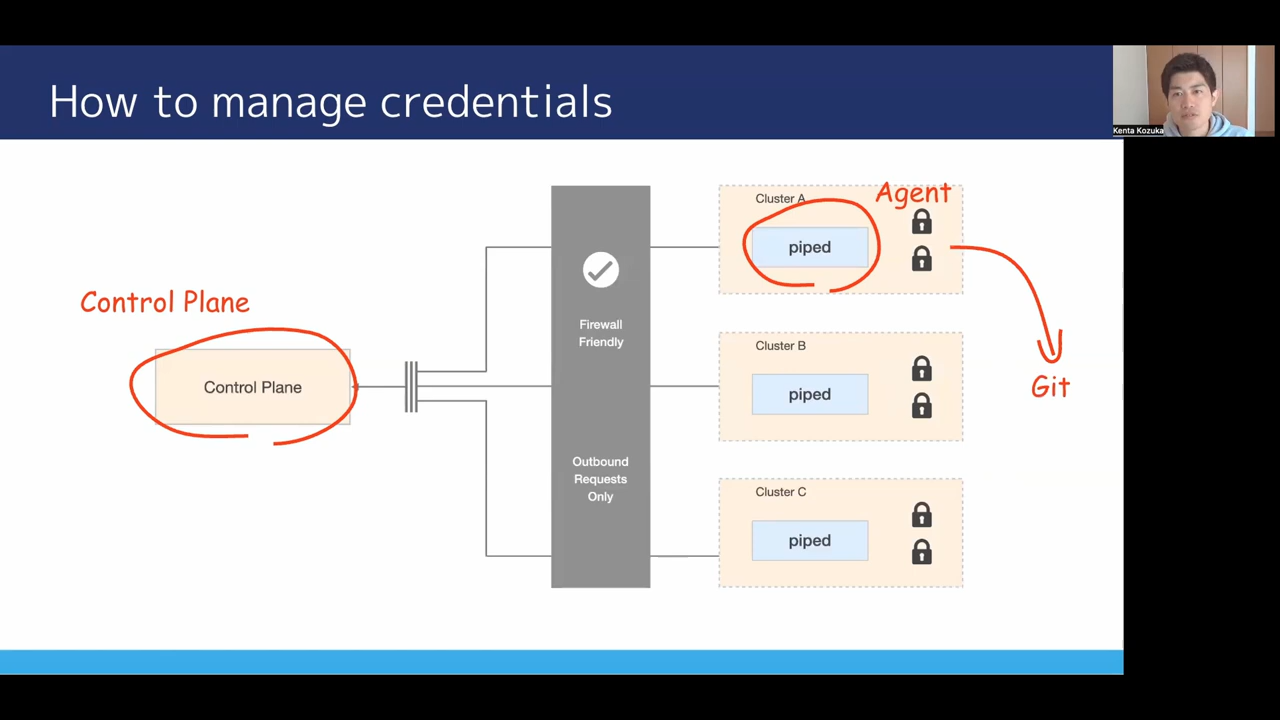 How to manage credentials
Kenta Kozuka
Control Plane
Control Plane
Firewall
Friendly
Outbound
Requests
Only
Cluster A
Agent
piped
Git
Cluster B
piped
Cluster C
piped